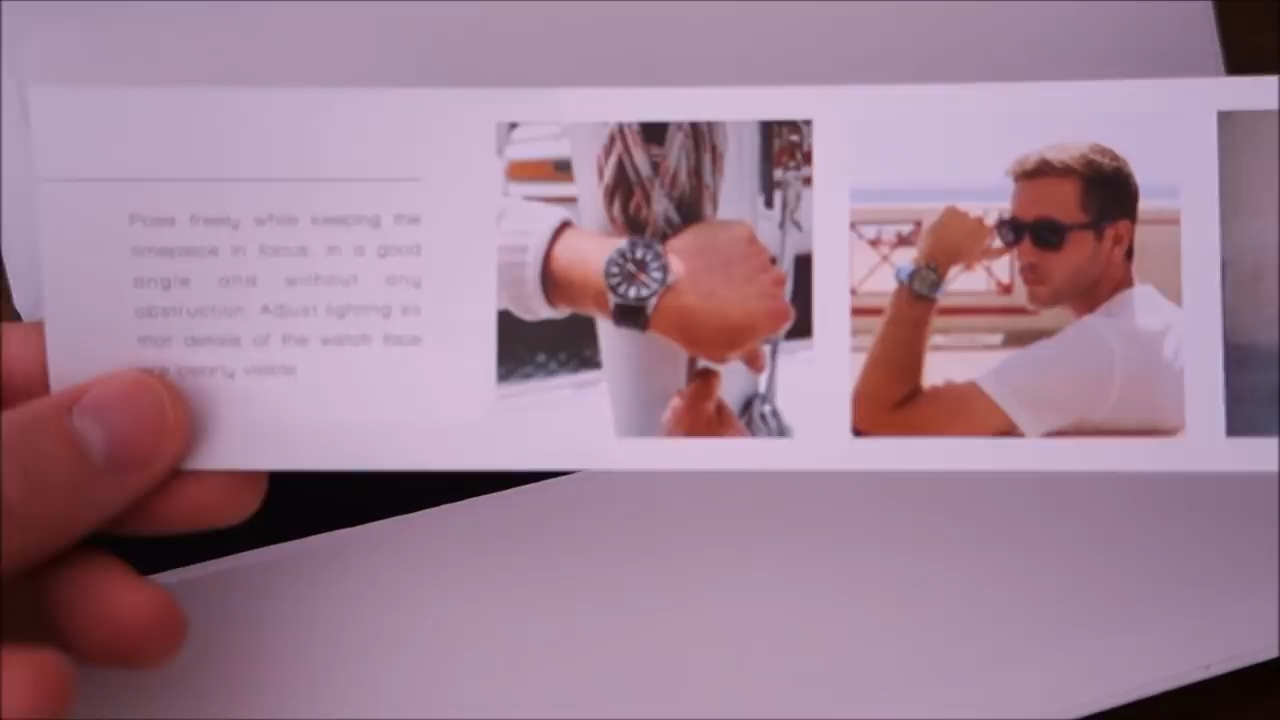 Pose freely while keeping the
timepiece in focus, in a good
angle and without any
obstruction. Adjust lighting so
that details of the watch face
are clearly visible.